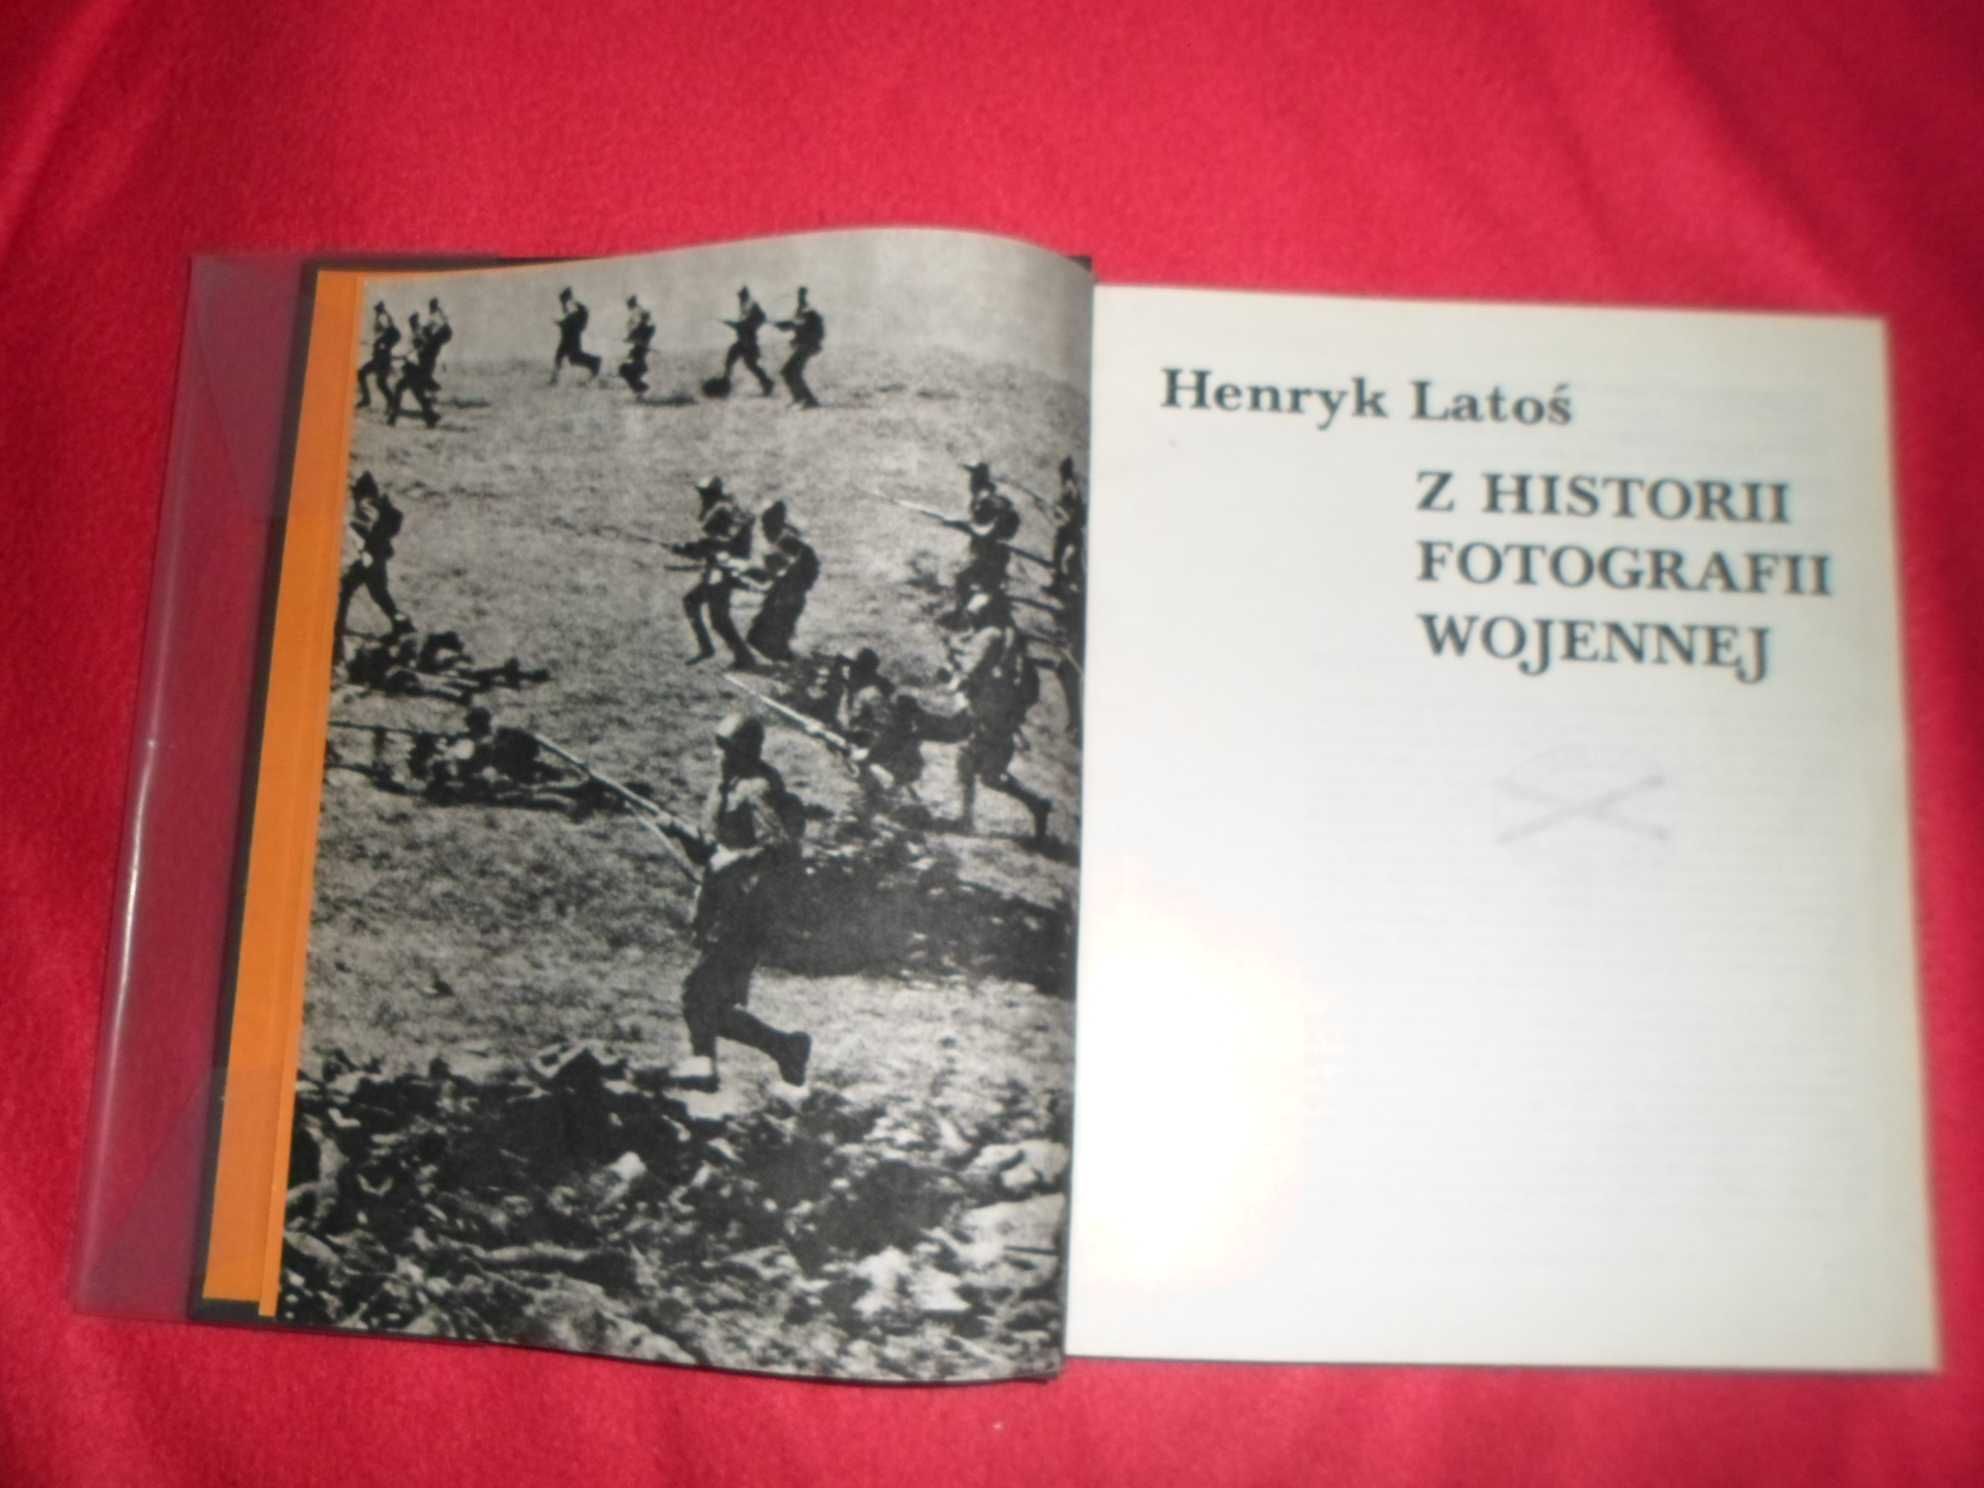 Henryk Latoś
Z HISTORII
FOTOGRAFII
WOJENNEJ